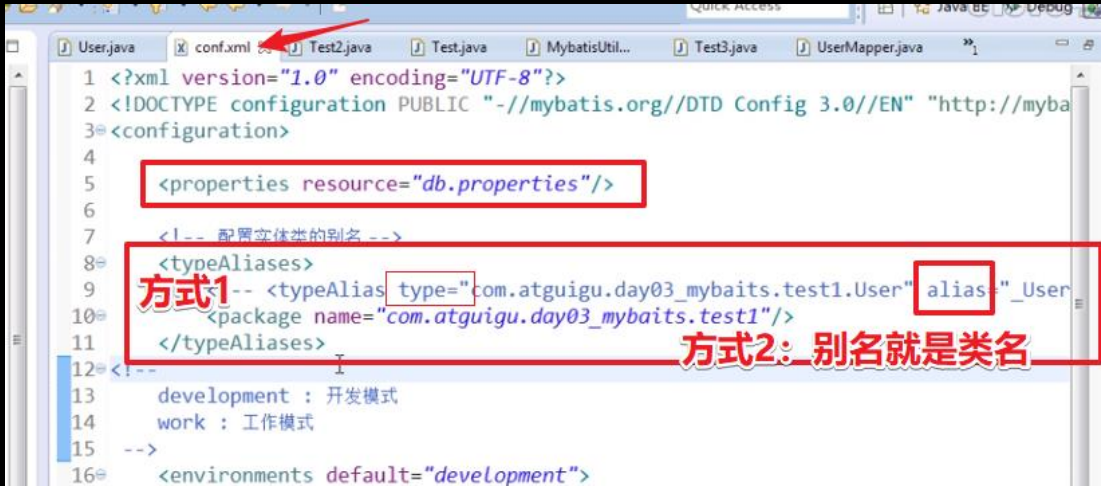 Quick Access Java EE Debug
User.java conf.xml Test2.java Test.java MybatisUtil... Test3.java UserMapper.java »1
1 <?xml version="1.0" encoding="UTF-8"?>
2 <!DOCTYPE configuration PUBLIC "-//mybatis.org//DTD Config 3.0//EN" "http://myba
3 <configuration>
4
5 <properties resource="db.properties"/>
6
7 <!-- 配置实体类的别名 -->
8 <typeAliases>
9 方式1 -- <typeAlias type="com.atguigu.day03_mybaits.test1.User" alias="_User
10 <package name="com.atguigu.day03_mybaits.test1"/>
11 </typeAliases>
方式2：别名就是类名
12 <!--
13 development : 开发模式
14 work : 工作模式
15 -->
16 <environments default="development">